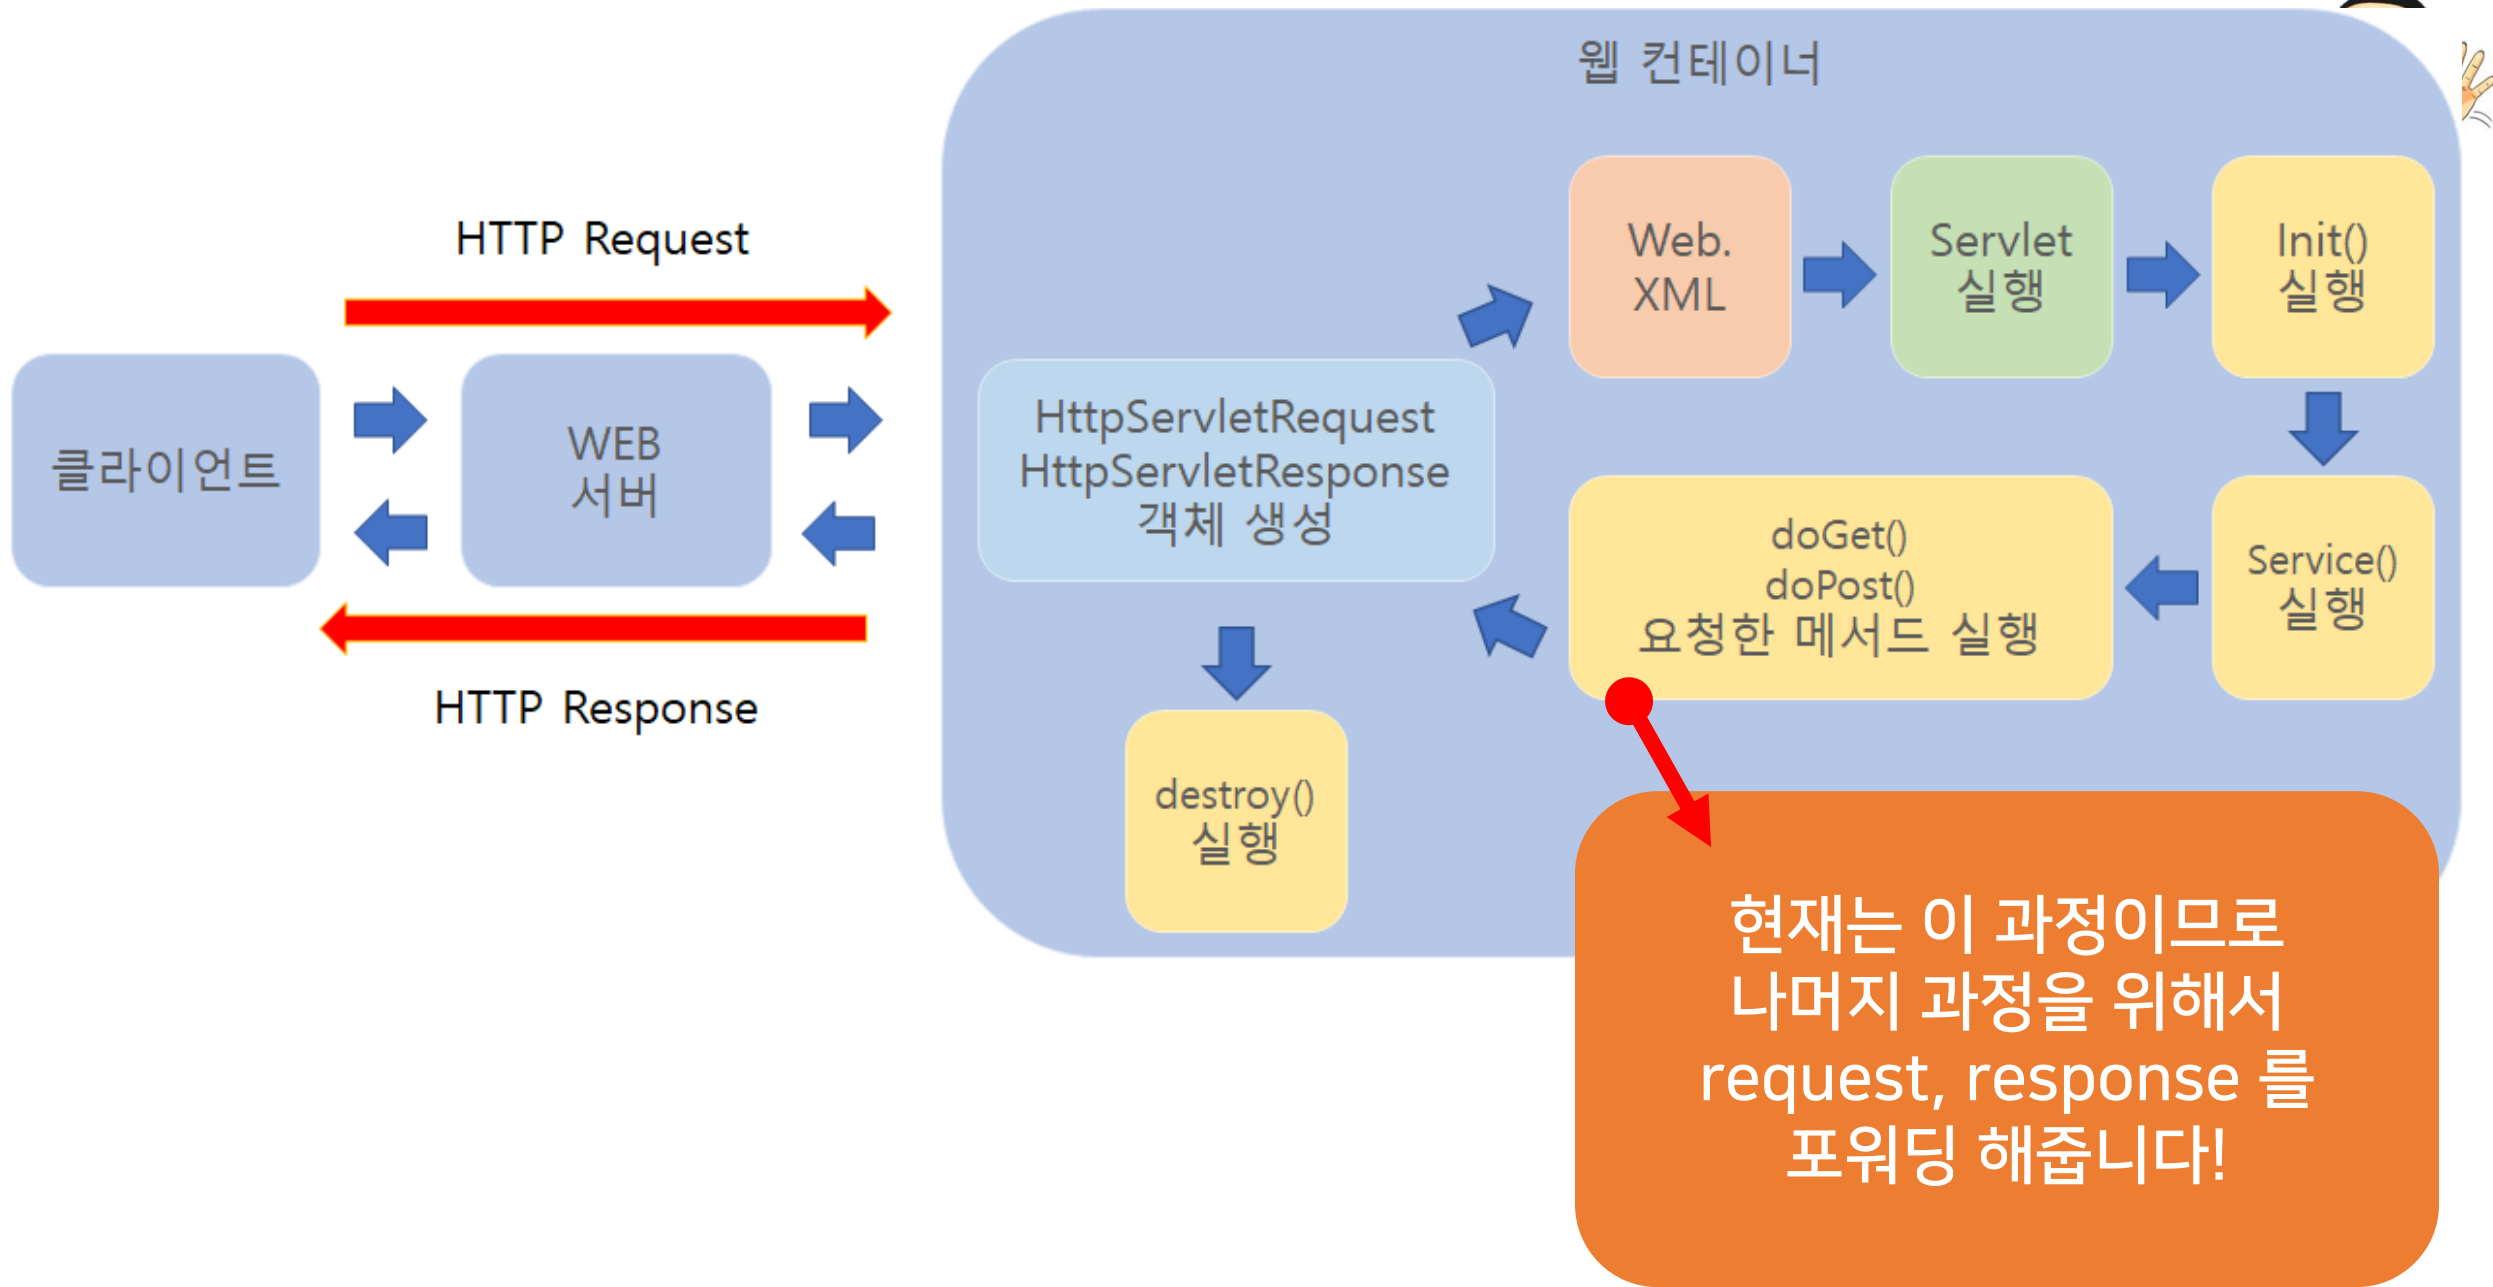 웹 컨테이너
HTTP Request
클라이언트
WEB
서버
HTTP Response
HttpServletRequest
HttpServletResponse
객체 생성
Web.
XML
Servlet
실행
Init()
실행
Service()
실행
doGet()
doPost()
요청한 메서드 실행
destroy()
실행
현재는 이 과정이므로
나머지 과정을 위해서
request, response 를
포워딩 해줍니다!